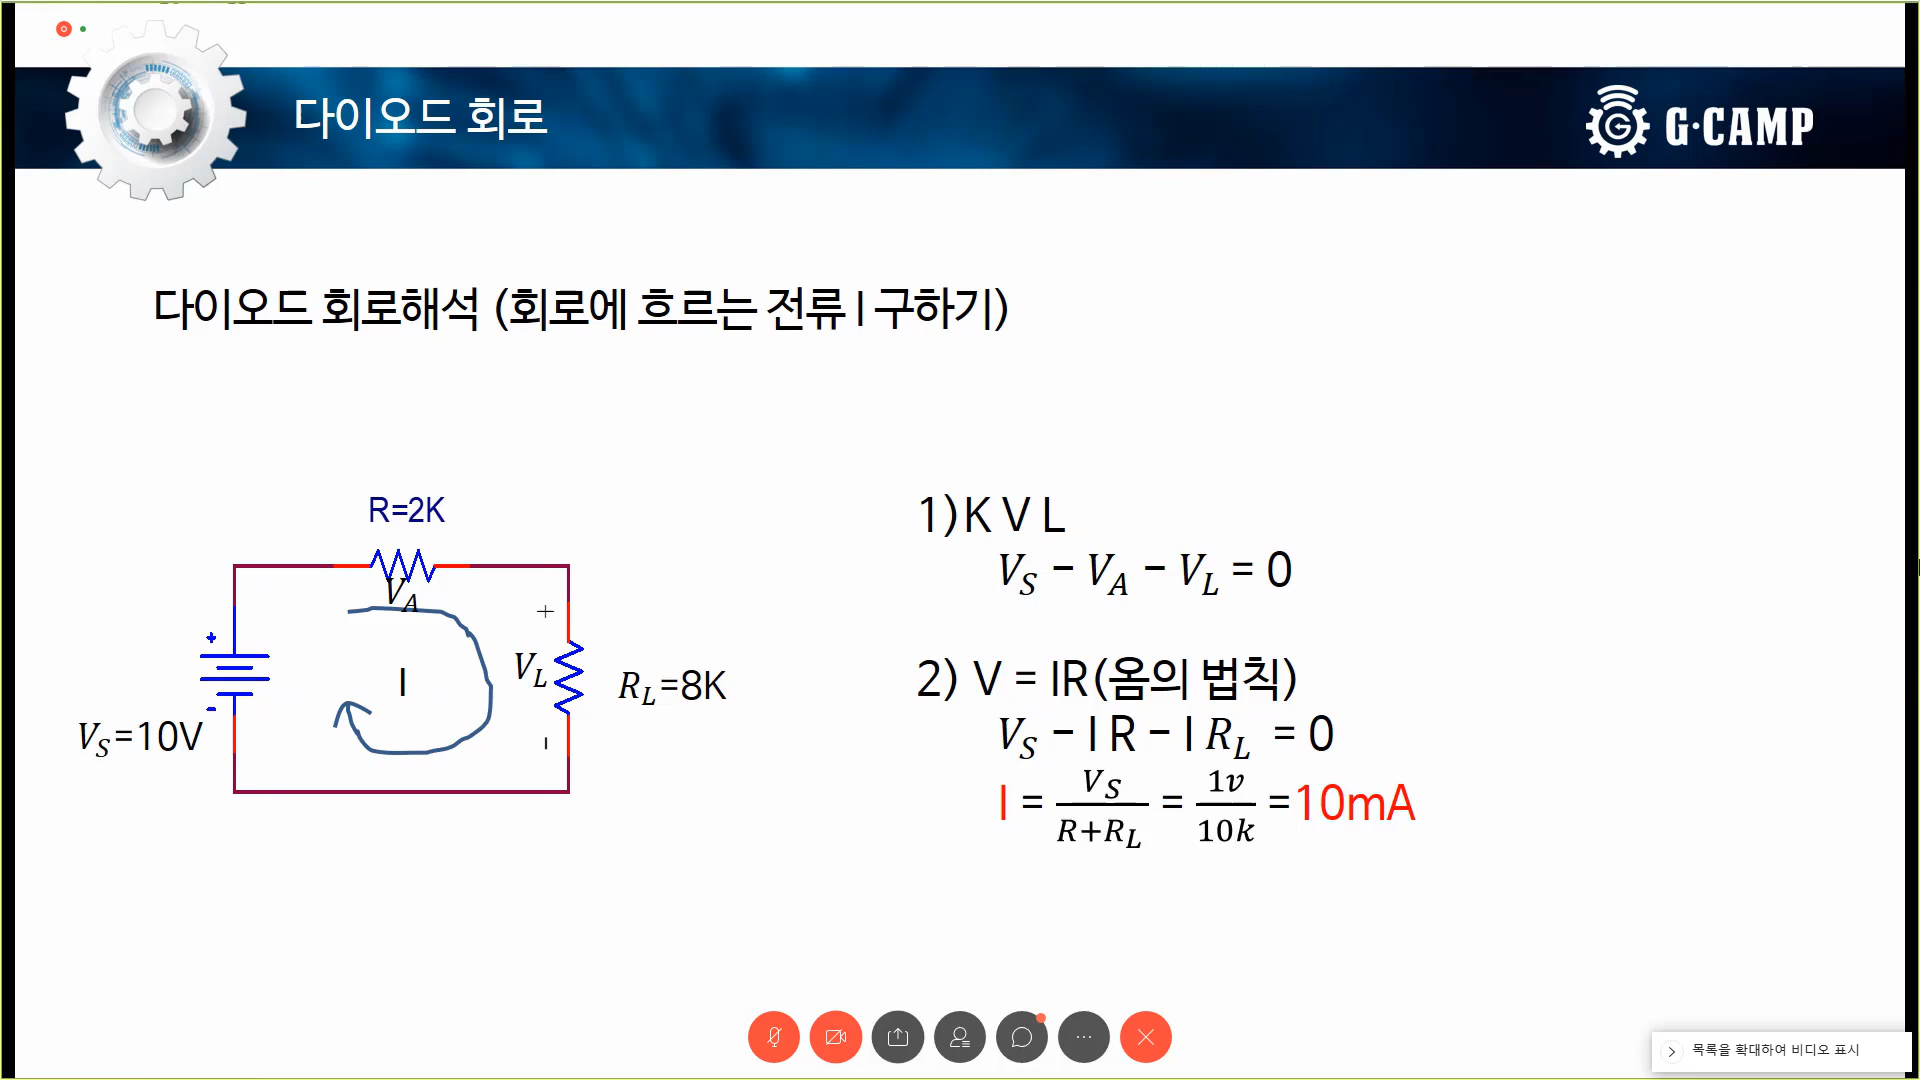 다이오드 회로
G·CAMP
다이오드 회로해석 (회로에 흐르는 전류 I 구하기)
R=2K
V_A
+
+
I
V_L
R_L=8K
-
-
V_S=10V
1)K V L
V_S − V_A − V_L = 0
2) V = IR(옴의 법칙)
V_S − I R − I R_L = 0
I = V_S/(R+R_L) = 1v/10k =10mA
목록을 확대하여 비디오 표시